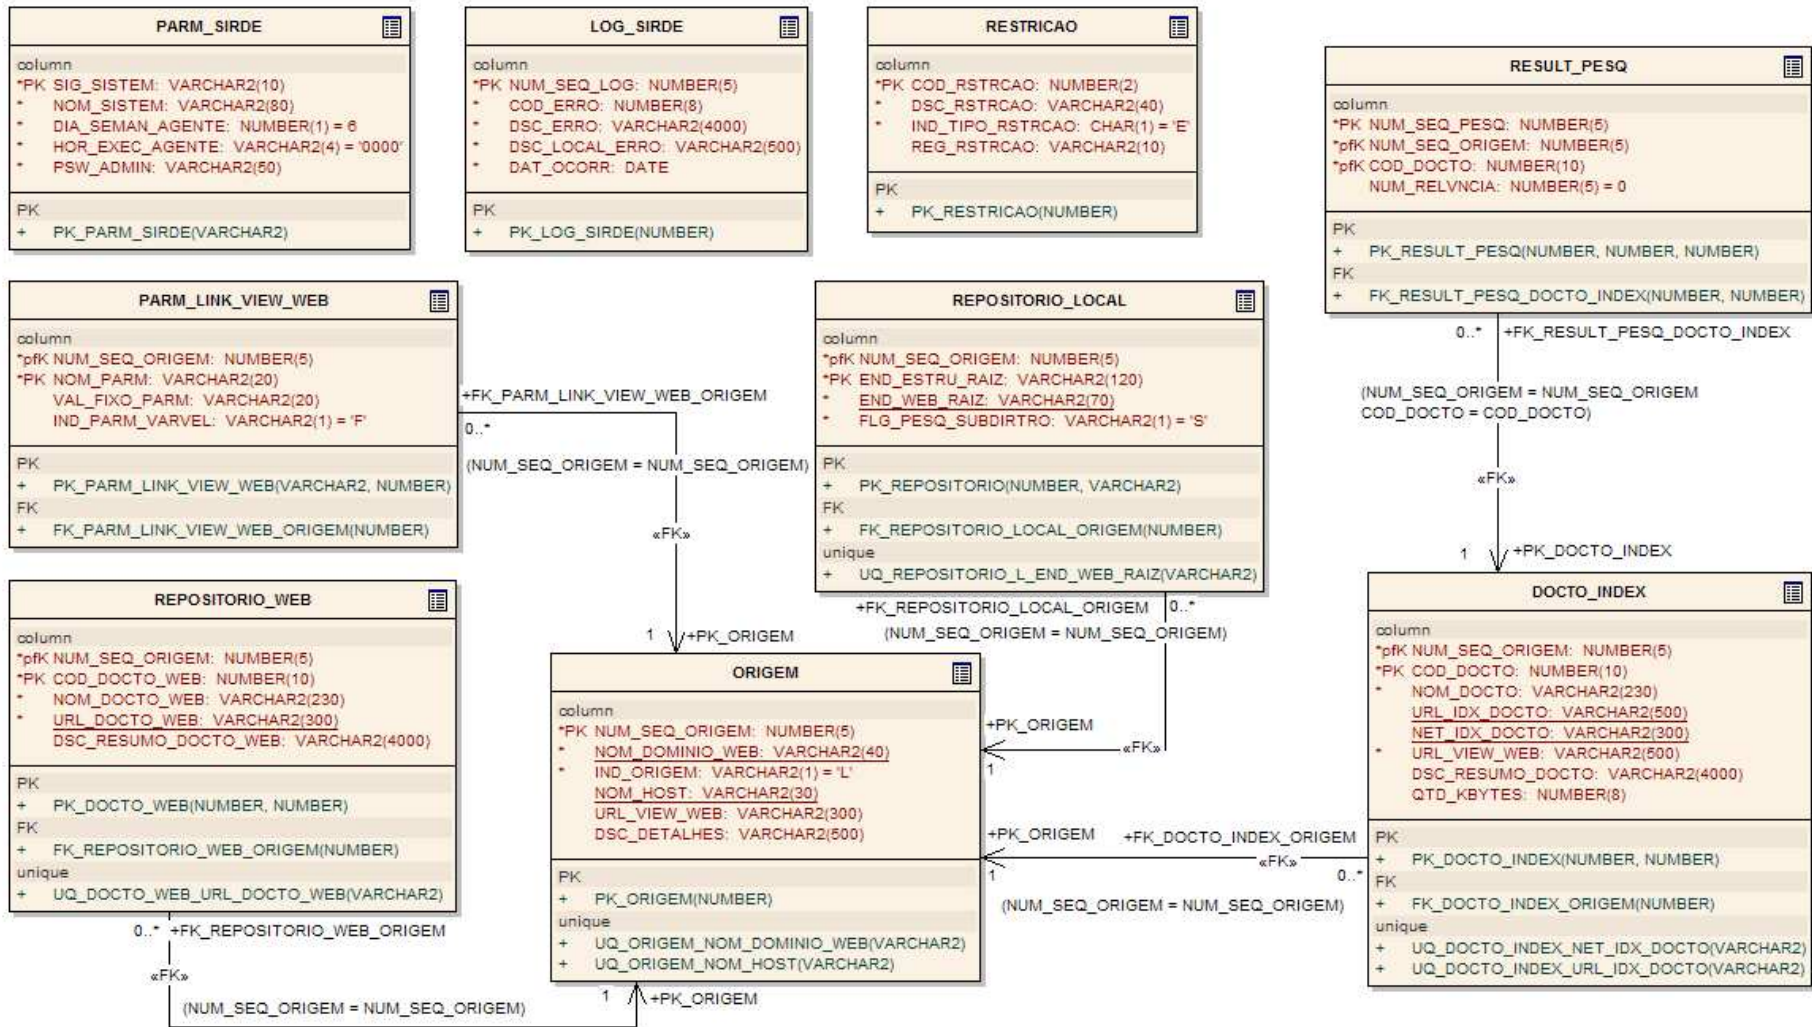 PARM_SIRDE
column
*PK SIG_SISTEM: VARCHAR2(10)
* NOM_SISTEM: VARCHAR2(80)
* DIA_SEMAN_AGENTE: NUMBER(1) = 6
* HOR_EXEC_AGENTE: VARCHAR2(4) = '0000'
* PSW_ADMIN: VARCHAR2(50)
PK
+ PK_PARM_SIRDE(VARCHAR2)
LOG_SIRDE
column
*PK NUM_SEQ_LOG: NUMBER(5)
* COD_ERRO: NUMBER(8)
* DSC_ERRO: VARCHAR2(4000)
* DSC_LOCAL_ERRO: VARCHAR2(500)
* DAT_OCORR: DATE
PK
+ PK_LOG_SIRDE(NUMBER)
RESTRICAO
column
*PK COD_RSTRCAO: NUMBER(2)
* DSC_RSTRCAO: VARCHAR2(40)
* IND_TIPO_RSTRCAO: CHAR(1) = 'E'
REG_RSTRCAO: VARCHAR2(10)
PK
+ PK_RESTRICAO(NUMBER)
RESULT_PESQ
column
*PK NUM_SEQ_PESQ: NUMBER(5)
*pfK NUM_SEQ_ORIGEM: NUMBER(5)
*pfK COD_DOCTO: NUMBER(10)
NUM_RELVNCIA: NUMBER(5) = 0
PK
+ PK_RESULT_PESQ(NUMBER, NUMBER, NUMBER)
FK
+ FK_RESULT_PESQ_DOCTO_INDEX(NUMBER, NUMBER)
0..* +FK_RESULT_PESQ_DOCTO_INDEX
(NUM_SEQ_ORIGEM = NUM_SEQ_ORIGEM
COD_DOCTO = COD_DOCTO)
«FK»
1 +PK_DOCTO_INDEX
PARM_LINK_VIEW_WEB
column
*pfK NUM_SEQ_ORIGEM: NUMBER(5)
*PK NOM_PARM: VARCHAR2(20)
VAL_FIXO_PARM: VARCHAR2(20)
IND_PARM_VARVEL: VARCHAR2(1) = 'F'
PK
+ PK_PARM_LINK_VIEW_WEB(VARCHAR2, NUMBER)
FK
+ FK_PARM_LINK_VIEW_WEB_ORIGEM(NUMBER)
+FK_PARM_LINK_VIEW_WEB_ORIGEM
0..*
(NUM_SEQ_ORIGEM = NUM_SEQ_ORIGEM)
«FK»
1 +PK_ORIGEM
REPOSITORIO_LOCAL
column
*pfK NUM_SEQ_ORIGEM: NUMBER(5)
*PK END_ESTRU_RAIZ: VARCHAR2(120)
* END_WEB_RAIZ: VARCHAR2(70)
* FLG_PESQ_SUBDIRTRO: VARCHAR2(1) = 'S'
PK
+ PK_REPOSITORIO(NUMBER, VARCHAR2)
FK
+ FK_REPOSITORIO_LOCAL_ORIGEM(NUMBER)
unique
+ UQ_REPOSITORIO_L_END_WEB_RAIZ(VARCHAR2)
+FK_REPOSITORIO_LOCAL_ORIGEM 0..*
(NUM_SEQ_ORIGEM = NUM_SEQ_ORIGEM)
+PK_ORIGEM
«FK»
1
REPOSITORIO_WEB
column
*pfK NUM_SEQ_ORIGEM: NUMBER(5)
*PK COD_DOCTO_WEB: NUMBER(10)
* NOM_DOCTO_WEB: VARCHAR2(230)
* URL_DOCTO_WEB: VARCHAR2(300)
DSC_RESUMO_DOCTO_WEB: VARCHAR2(4000)
PK
+ PK_DOCTO_WEB(NUMBER, NUMBER)
FK
+ FK_REPOSITORIO_WEB_ORIGEM(NUMBER)
unique
+ UQ_DOCTO_WEB_URL_DOCTO_WEB(VARCHAR2)
0..* +FK_REPOSITORIO_WEB_ORIGEM
«FK»
(NUM_SEQ_ORIGEM = NUM_SEQ_ORIGEM)
1 +PK_ORIGEM
ORIGEM
column
*PK NUM_SEQ_ORIGEM: NUMBER(5)
* NOM_DOMINIO_WEB: VARCHAR2(40)
* IND_ORIGEM: VARCHAR2(1) = 'L'
NOM_HOST: VARCHAR2(30)
URL_VIEW_WEB: VARCHAR2(300)
DSC_DETALHES: VARCHAR2(500)
PK
+ PK_ORIGEM(NUMBER)
unique
+ UQ_ORIGEM_NOM_DOMINIO_WEB(VARCHAR2)
+ UQ_ORIGEM_NOM_HOST(VARCHAR2)
+PK_ORIGEM +FK_DOCTO_INDEX_ORIGEM
«FK»
1 0..*
(NUM_SEQ_ORIGEM = NUM_SEQ_ORIGEM)
DOCTO_INDEX
column
*pfK NUM_SEQ_ORIGEM: NUMBER(5)
*PK COD_DOCTO: NUMBER(10)
* NOM_DOCTO: VARCHAR2(230)
URL_IDX_DOCTO: VARCHAR2(500)
NET_IDX_DOCTO: VARCHAR2(300)
* URL_VIEW_WEB: VARCHAR2(500)
DSC_RESUMO_DOCTO: VARCHAR2(4000)
QTD_KBYTES: NUMBER(8)
PK
+ PK_DOCTO_INDEX(NUMBER, NUMBER)
FK
+ FK_DOCTO_INDEX_ORIGEM(NUMBER)
unique
+ UQ_DOCTO_INDEX_NET_IDX_DOCTO(VARCHAR2)
+ UQ_DOCTO_INDEX_URL_IDX_DOCTO(VARCHAR2)